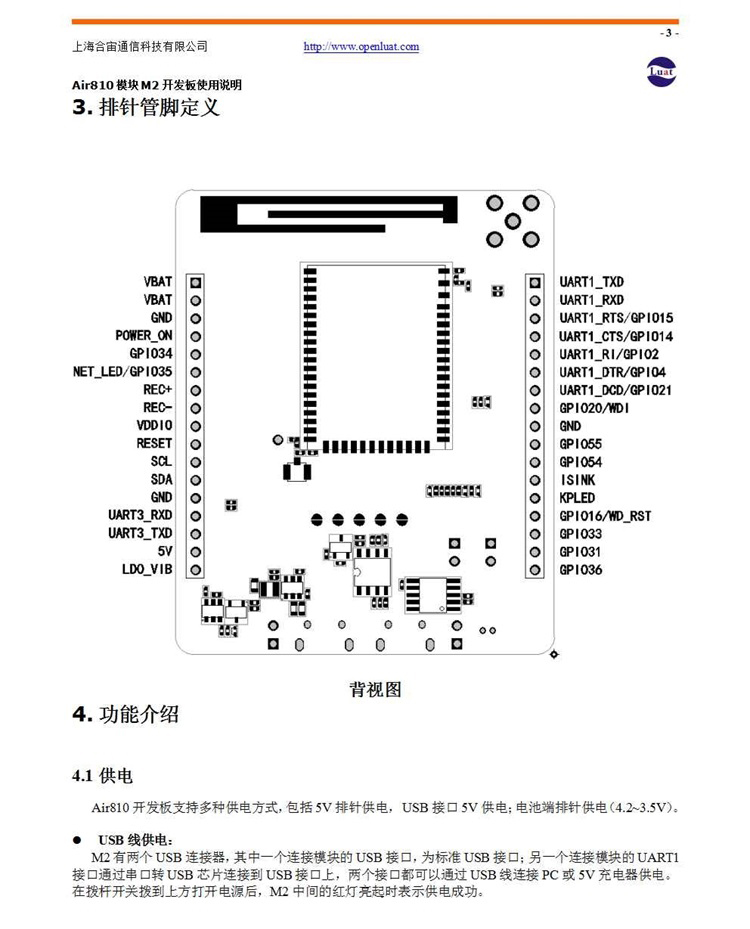 - 3 -
上海合宙通信科技有限公司 http://www.openluat.com
Luat
Air810 模块 M2 开发板使用说明
3. 排针管脚定义
VBAT UART1_TXD
VBAT UART1_RXD
GND UART1_RTS/GPIO15
POWER_ON UART1_CTS/GPIO14
GPIO34 UART1_RI/GPIO2
NET_LED/GPIO35 UART1_DTR/GPIO4
REC+ UART1_DCD/GPIO21
REC- GPIO20/WDI
VDDIO GND
RESET GPIO55
SCL GPIO54
SDA ISINK
GND KPLED
UART3_RXD GPIO16/WD_RST
UART3_TXD GPIO33
5V GPIO31
LDO_VIB GPIO36
背视图
4. 功能介绍
4.1 供电
Air810 开发板支持多种供电方式，包括 5V 排针供电， USB 接口 5V 供电；电池端排针供电（4.2~3.5V）。
● USB 线供电：
M2 有两个 USB 连接器，其中一个连接模块的 USB 接口，为标准 USB 接口；另一个连接模块的 UART1
接口通过串口转 USB 芯片连接到 USB 接口上，两个接口都可以通过 USB 线连接 PC 或 5V 充电器供电。
在拨杆开关拨到上方打开电源后，M2 中间的红灯亮起时表示供电成功。